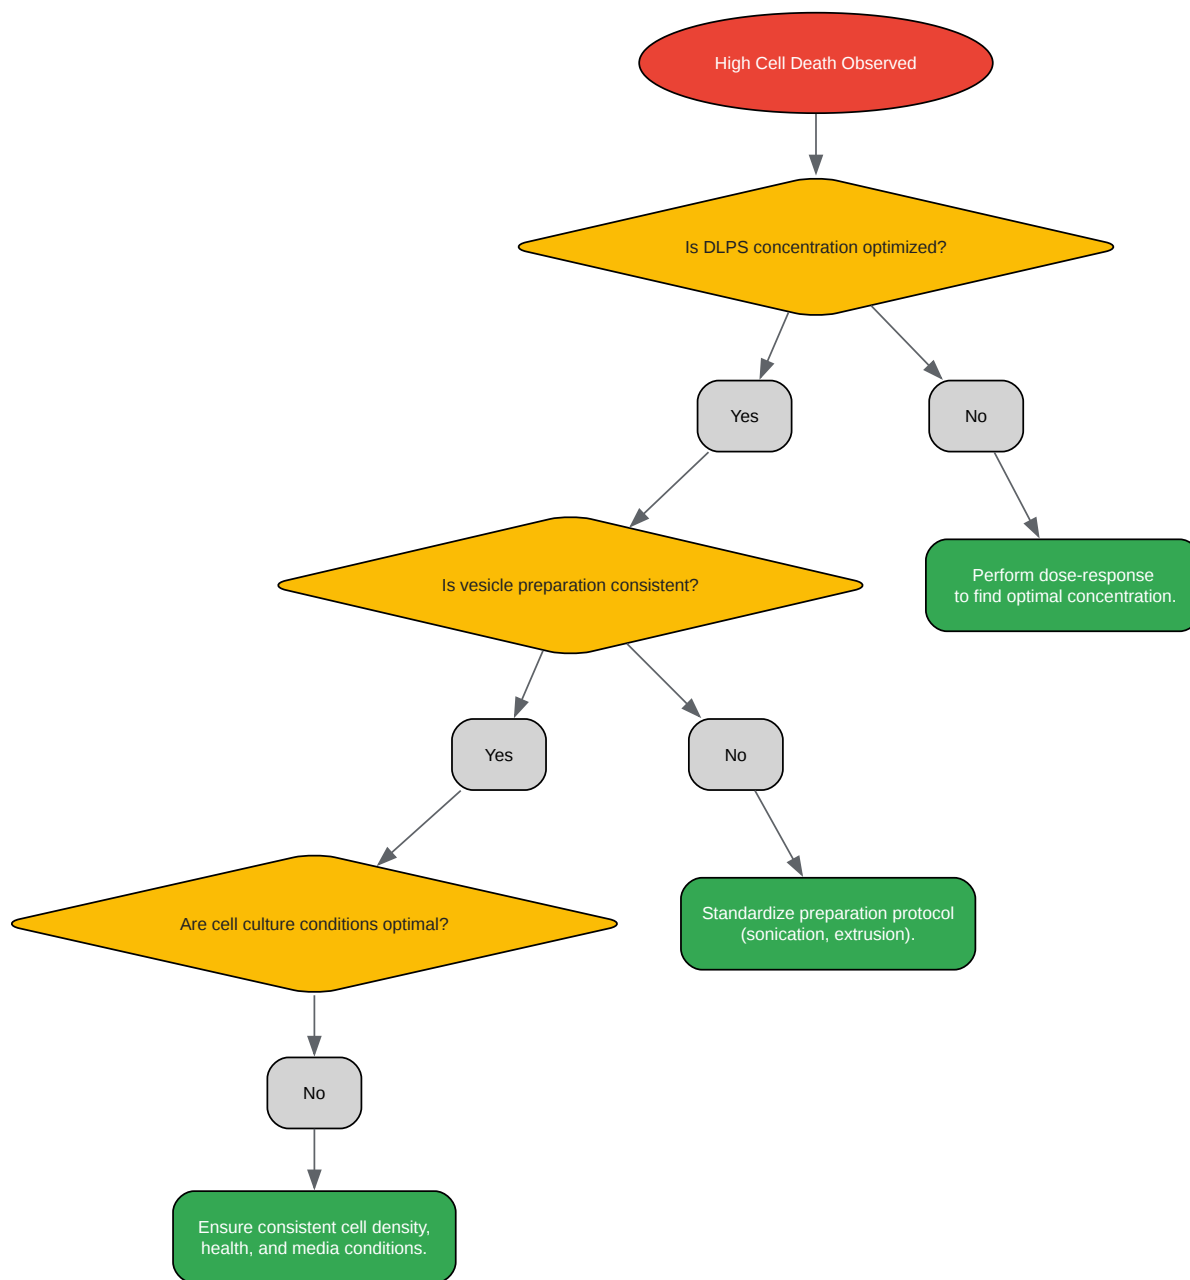 High Cell Death Observed
Is DLPS concentration optimized?
Yes
No
Is vesicle preparation consistent?
Perform dose-response
to find optimal concentration.
Yes
No
Are cell culture conditions optimal?
Standardize preparation protocol
(sonication, extrusion).
No
Ensure consistent cell density,
health, and media conditions.